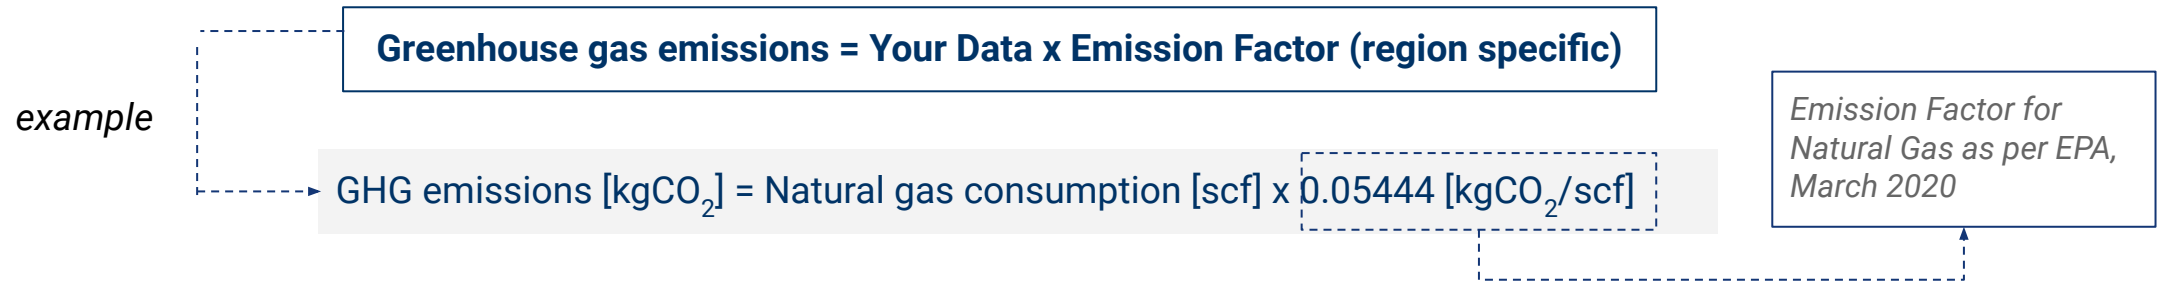 Greenhouse gas emissions = Your Data x Emission Factor (region specific)
example
GHG emissions [kgCO₂] = Natural gas consumption [scf] x 0.05444 [kgCO₂/scf]
Emission Factor for
Natural Gas as per EPA,
March 2020